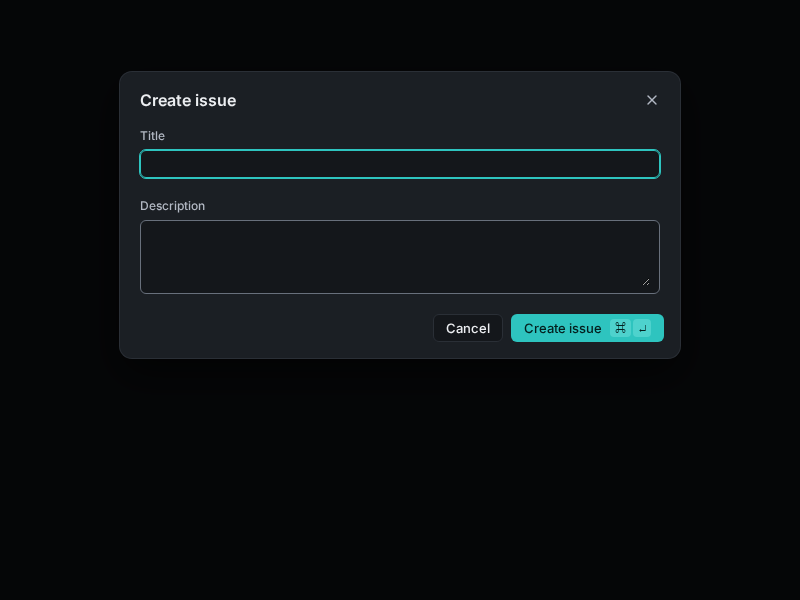 Create issue
Title
Description
Cancel
Create issue ⌘ ↵